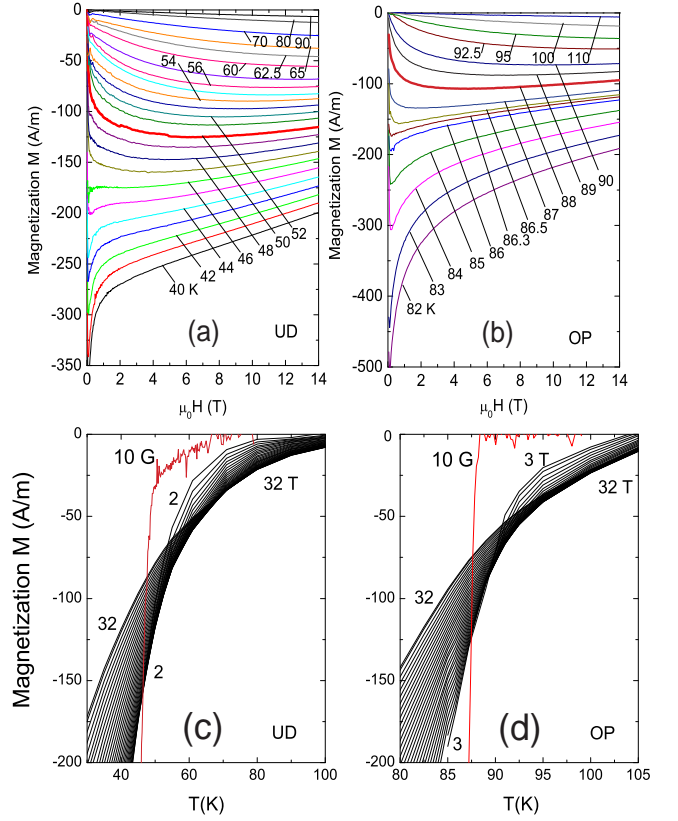 0
-50
-100
-150
-200
-250
-300
-350
Magnetization M (A/m)
70 80 90
60 62.5 65
54 56
52
50
48
46
44
42
40 K
(a) UD
0 2 4 6 8 10 12 14
μ0H (T)
0
-100
-200
-300
-400
-500
Magnetization M (A/m)
92.5 95 100 110
90
89
88
87
86.5
86.3
86
85
84
83
82 K
(b) OP
0 2 4 6 8 10 12 14
μ0H (T)
0
-50
-100
-150
-200
Magnetization M (A/m)
10 G
2
32 T
32
2
(c) UD
40 60 80 100
T(K)
0
-50
-100
-150
-200
10 G 3 T
32 T
32
3
(d) OP
80 85 90 95 100 105
T(K)